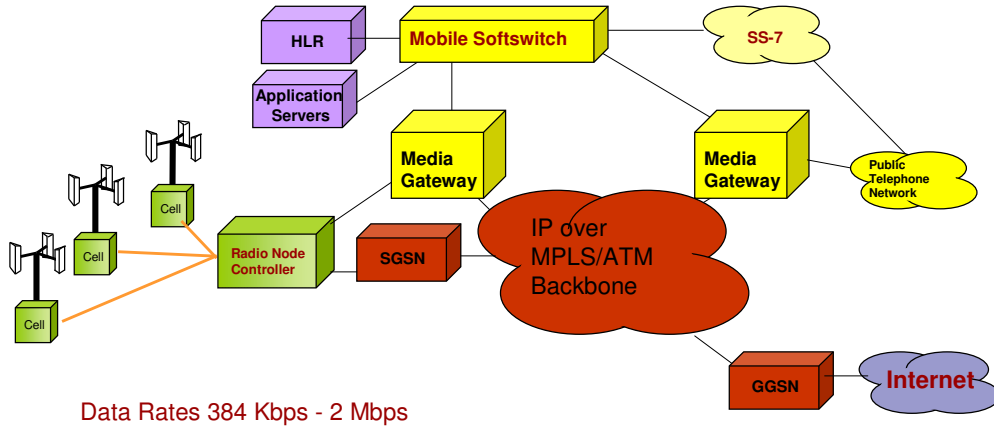 HLR
Mobile Softswitch
SS-7
Application
Servers
Media
Gateway
Media
Gateway
Public
Telephone
Network
Cell
Cell
Cell
Radio Node
Controller
SGSN
IP over
MPLS/ATM
Backbone
GGSN
Internet
Data Rates 384 Kbps - 2 Mbps